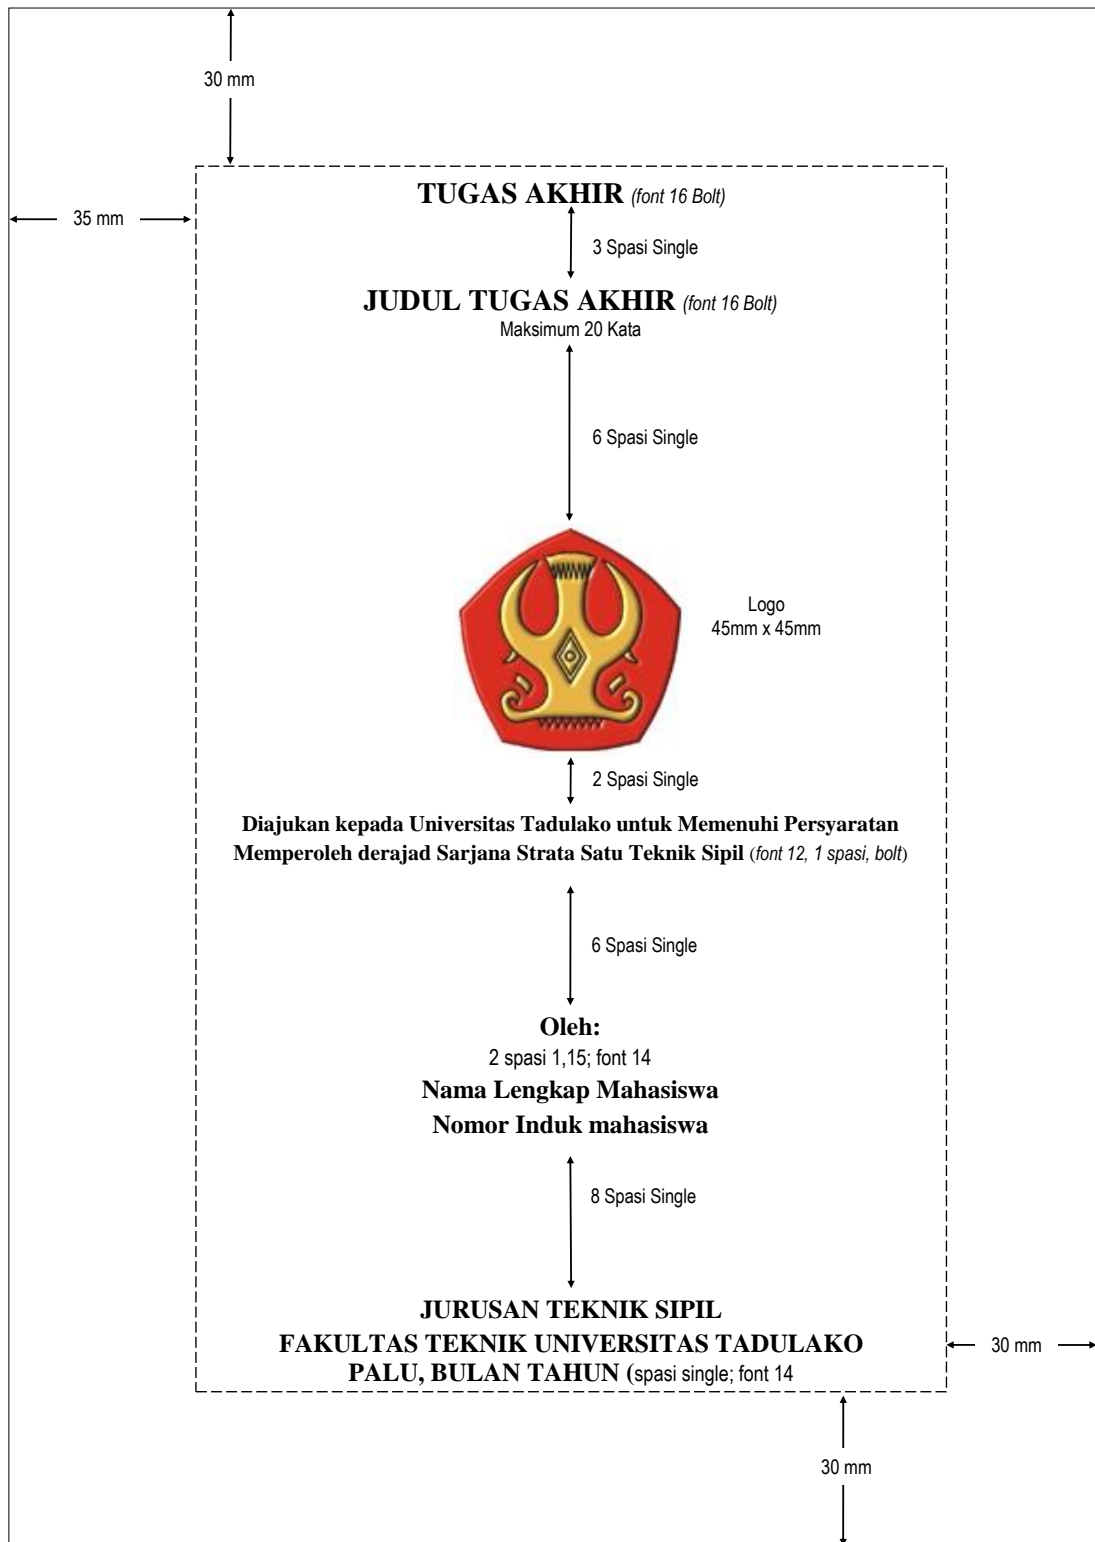 30 mm
TUGAS AKHIR (font 16 Bolt)
35 mm
3 Spasi Single
JUDUL TUGAS AKHIR (font 16 Bolt)
Maksimum 20 Kata
6 Spasi Single
Logo
45mm x 45mm
2 Spasi Single
Diajukan kepada Universitas Tadulako untuk Memenuhi Persyaratan
Memperoleh derajad Sarjana Strata Satu Teknik Sipil (font 12, 1 spasi, bolt)
6 Spasi Single
Oleh:
2 spasi 1,15; font 14
Nama Lengkap Mahasiswa
Nomor Induk mahasiswa
8 Spasi Single
JURUSAN TEKNIK SIPIL
FAKULTAS TEKNIK UNIVERSITAS TADULAKO
30 mm
PALU, BULAN TAHUN (spasi single; font 14
30 mm